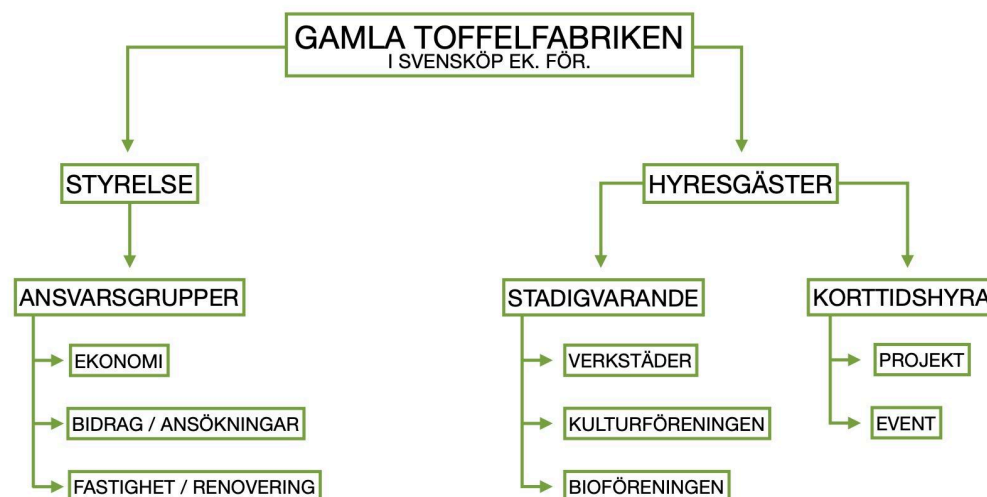 GAMLA TOFFELFABRIKEN
I SVENSKÖP EK. FÖR.
STYRELSE
HYRESGÄSTER
ANSVARSGRUPPER
STADIGVARANDE
KORTTIDSHYRA
EKONOMI
VERKSTÄDER
PROJEKT
BIDRAG / ANSÖKNINGAR
KULTURFÖRENINGEN
EVENT
FASTIGHET / RENOVERING
BIOFÖRENINGEN